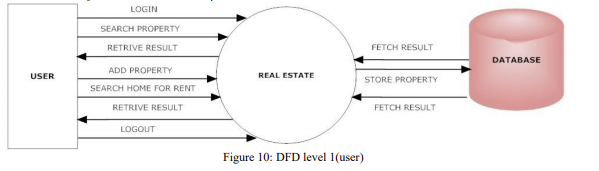 LOGIN
SEARCH PROPERTY
RETRIVE RESULT
USER
ADD PROPERTY
SEARCH HOME FOR RENT
RETRIVE RESULT
LOGOUT
REAL ESTATE
FETCH RESULT
STORE PROPERTY
FETCH RESULT
DATABASE
Figure 10: DFD level 1(user)